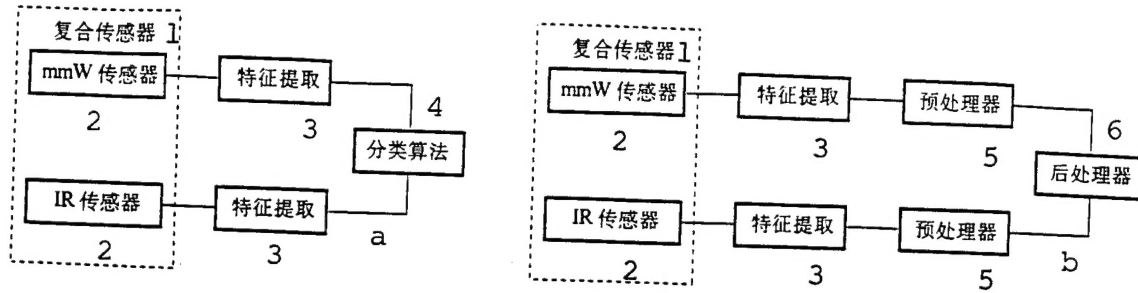 复合传感器 1
mmW 传感器
2
特征提取
3
4
分类算法
IR 传感器
2
特征提取
3
a
复合传感器 1
mmW 传感器
2
特征提取
3
预处理器
5
6
后处理器
IR 传感器
2
特征提取
3
预处理器
5
b